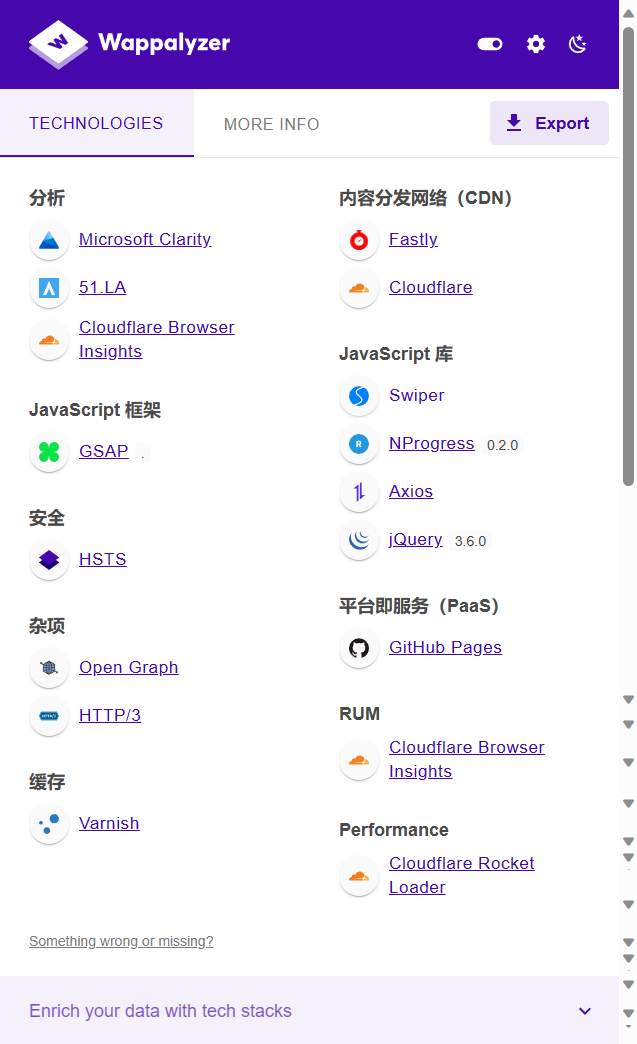 Wappalyzer
TECHNOLOGIES
MORE INFO
Export
分析
Microsoft Clarity
51.LA
Cloudflare Browser
Insights
JavaScript 框架
GSAP .
安全
HSTS
杂项
Open Graph
HTTP/3
缓存
Varnish
内容分发网络（CDN）
Fastly
Cloudflare
JavaScript 库
Swiper
NProgress 0.2.0
Axios
jQuery 3.6.0
平台即服务（PaaS）
GitHub Pages
RUM
Cloudflare Browser
Insights
Performance
Cloudflare Rocket
Loader
Something wrong or missing?
Enrich your data with tech stacks